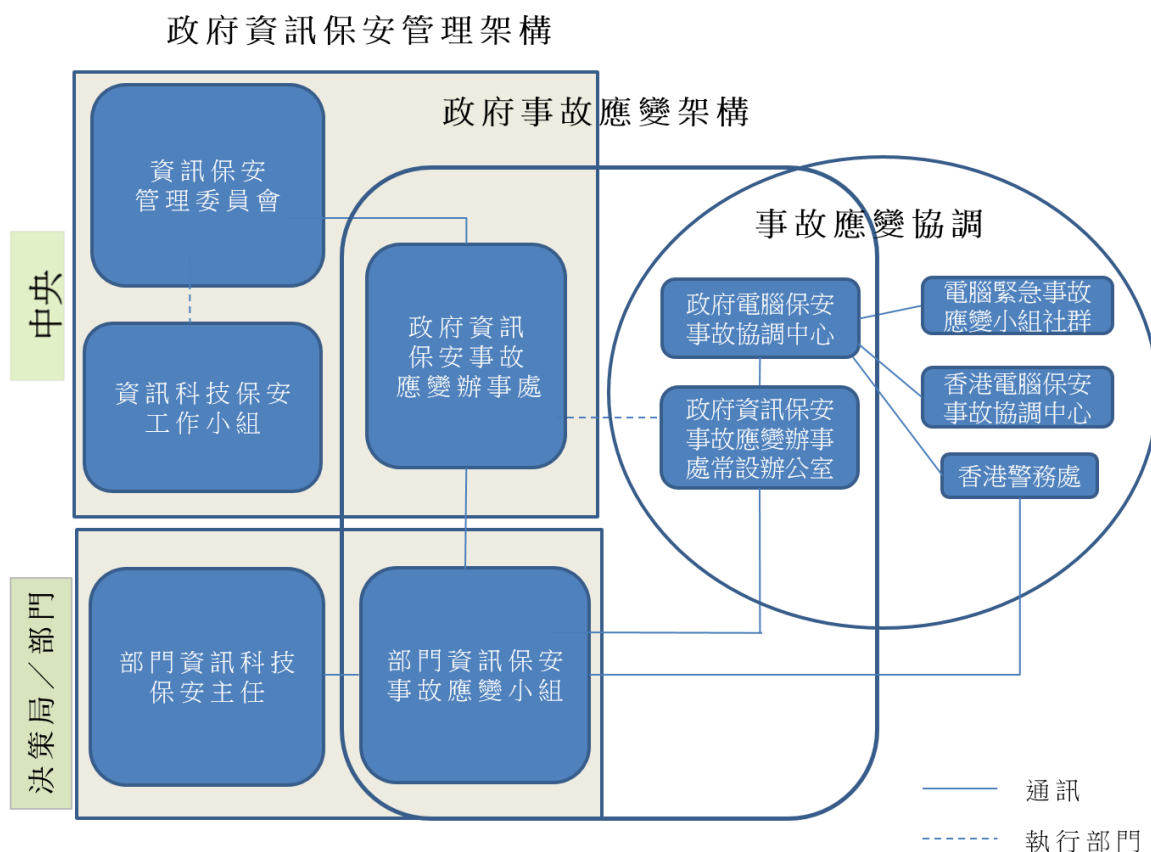 政府資訊保安管理架構
政府事故應變架構
事故應變協調
中央
資訊保安
管理委員會
資訊科技保安
工作小組
政府資訊
保安事故
應變辦事處
政府電腦保安
事故協調中心
政府資訊保安
事故應變辦事
處常設辦公室
電腦緊急事故
應變小組社群
香港電腦保安
事故協調中心
香港警務處
決策局／部門
部門資訊科技
保安主任
部門資訊保安
事故應變小組
通訊
執行部門